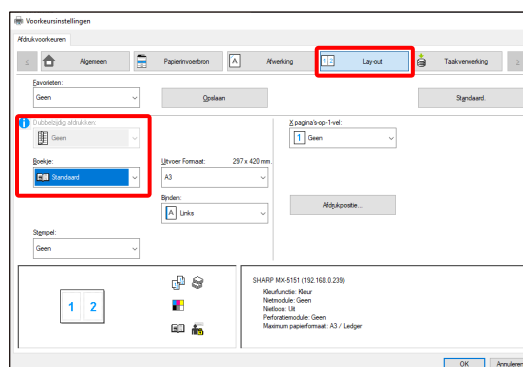 Voorkeursinstellingen
Afdrukvoorkeuren
Algemeen
Papierinvoerbron
Afwerking
Lay-out
Taakverwerking
Favorieten:
Geen
Opslaan
Standaard
Dubbelzijdig afdrukken:
Geen
X pagina's-op-1-vel:
1 Geen
Boekje:
Standaard
Uitvoer Formaat: 297 x 420 mm.
A3
Binden:
A Links
Afdrukpositie...
Stempel:
Geen
1 2
SHARP MX-5151 (192.168.0.239)
Kleurfunctie: Kleur
Nietmodule: Geen
Nietloos: Uit
Perforatiemodule: Geen
Maximum papierformaat: A3 / Ledger
OK
Annuleren